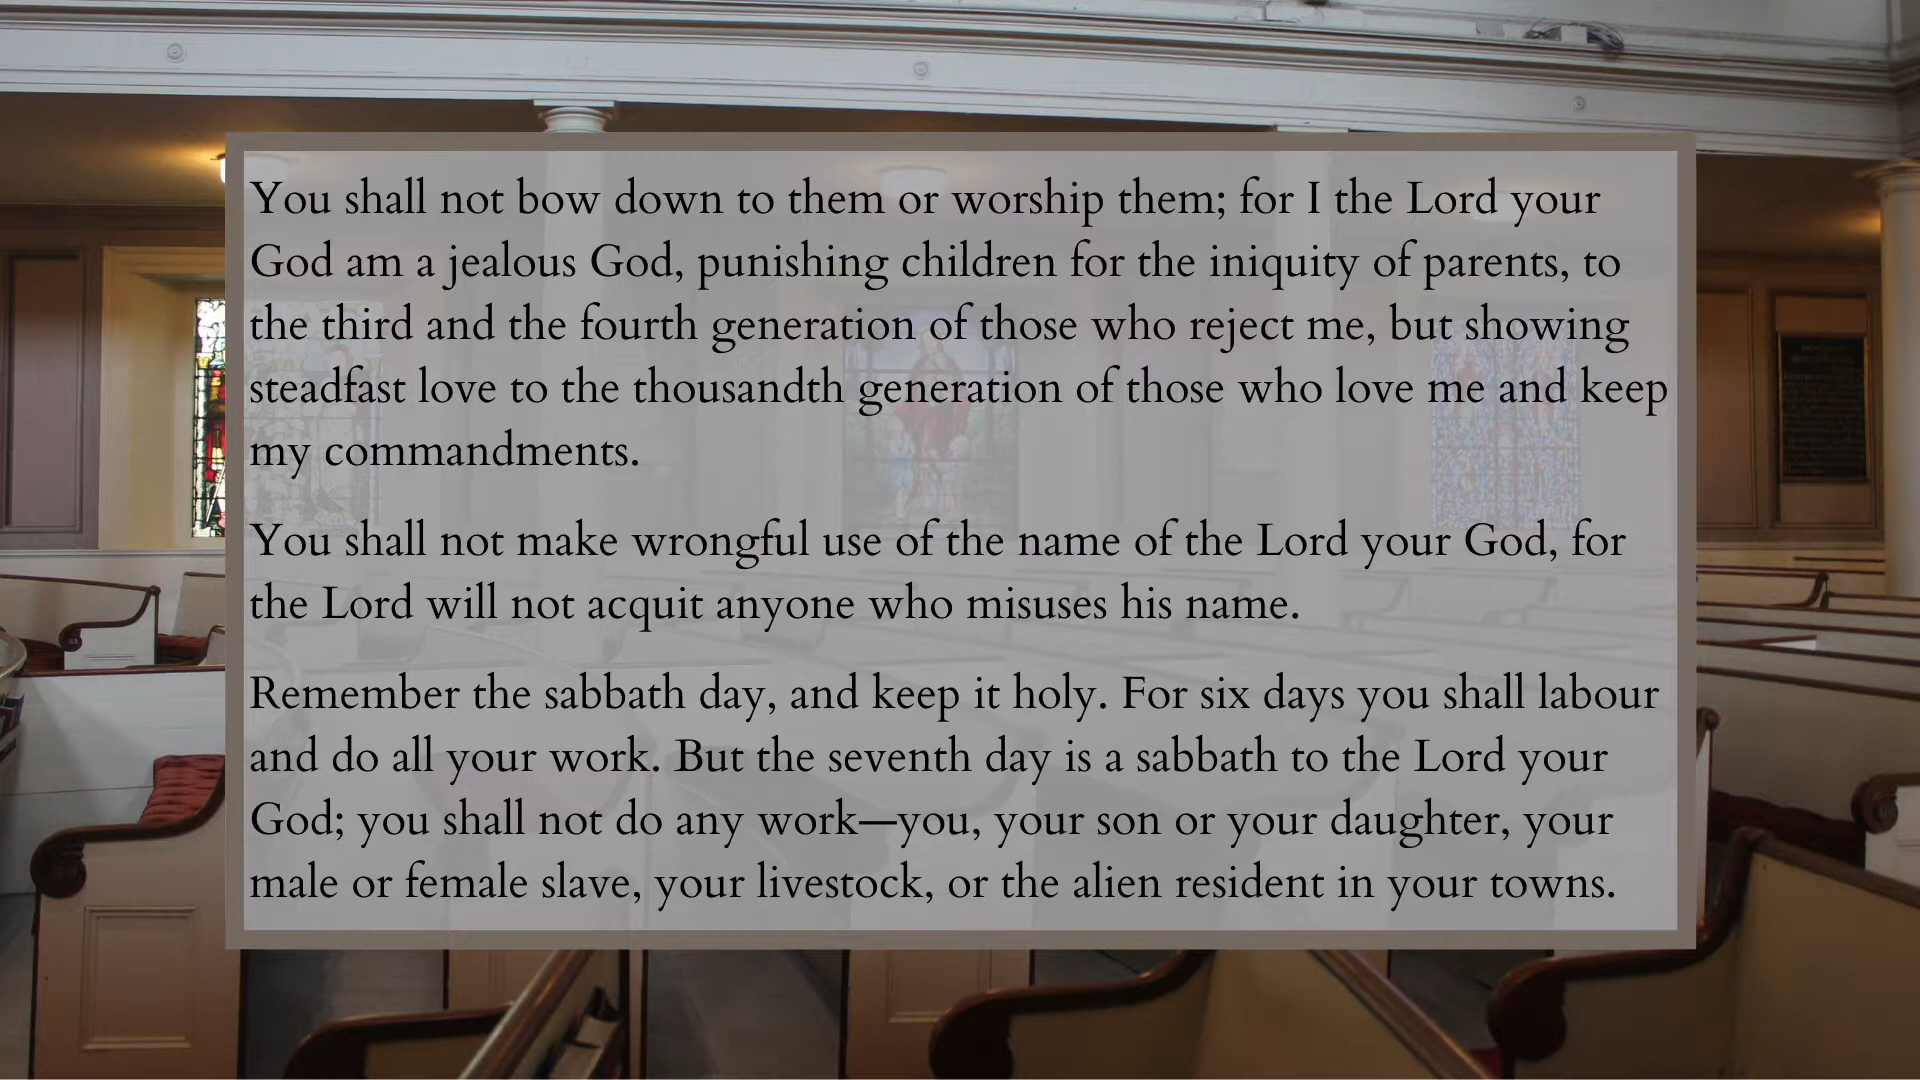 You shall not bow down to them or worship them; for I the Lord your
God am a jealous God, punishing children for the iniquity of parents, to
the third and the fourth generation of those who reject me, but showing
steadfast love to the thousandth generation of those who love me and keep
my commandments.
You shall not make wrongful use of the name of the Lord your God, for
the Lord will not acquit anyone who misuses his name.
Remember the sabbath day, and keep it holy. For six days you shall labour
and do all your work. But the seventh day is a sabbath to the Lord your
God; you shall not do any work—you, your son or your daughter, your
male or female slave, your livestock, or the alien resident in your towns.